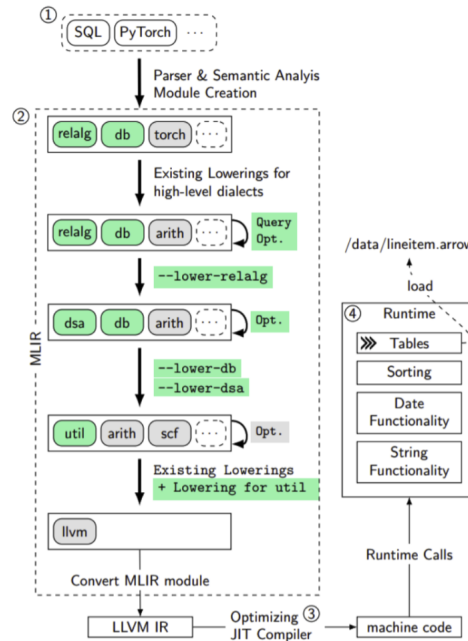 ①
SQL PyTorch ...
Parser & Semantic Analyis
Module Creation
②
relalg db torch ...
Existing Lowerings for
high-level dialects
relalg db arith ...
Query
Opt.
--lower-relalg
dsa db arith ...
Opt.
MLIR
--lower-db
--lower-dsa
util arith scf ...
Opt.
Existing Lowerings
+ Lowering for util
llvm
Convert MLIR module
LLVM IR
Optimizing ③
JIT Compiler
machine code
Runtime Calls
/data/lineitem.arrow
load
④ Runtime
Tables
Sorting
Date
Functionality
String
Functionality